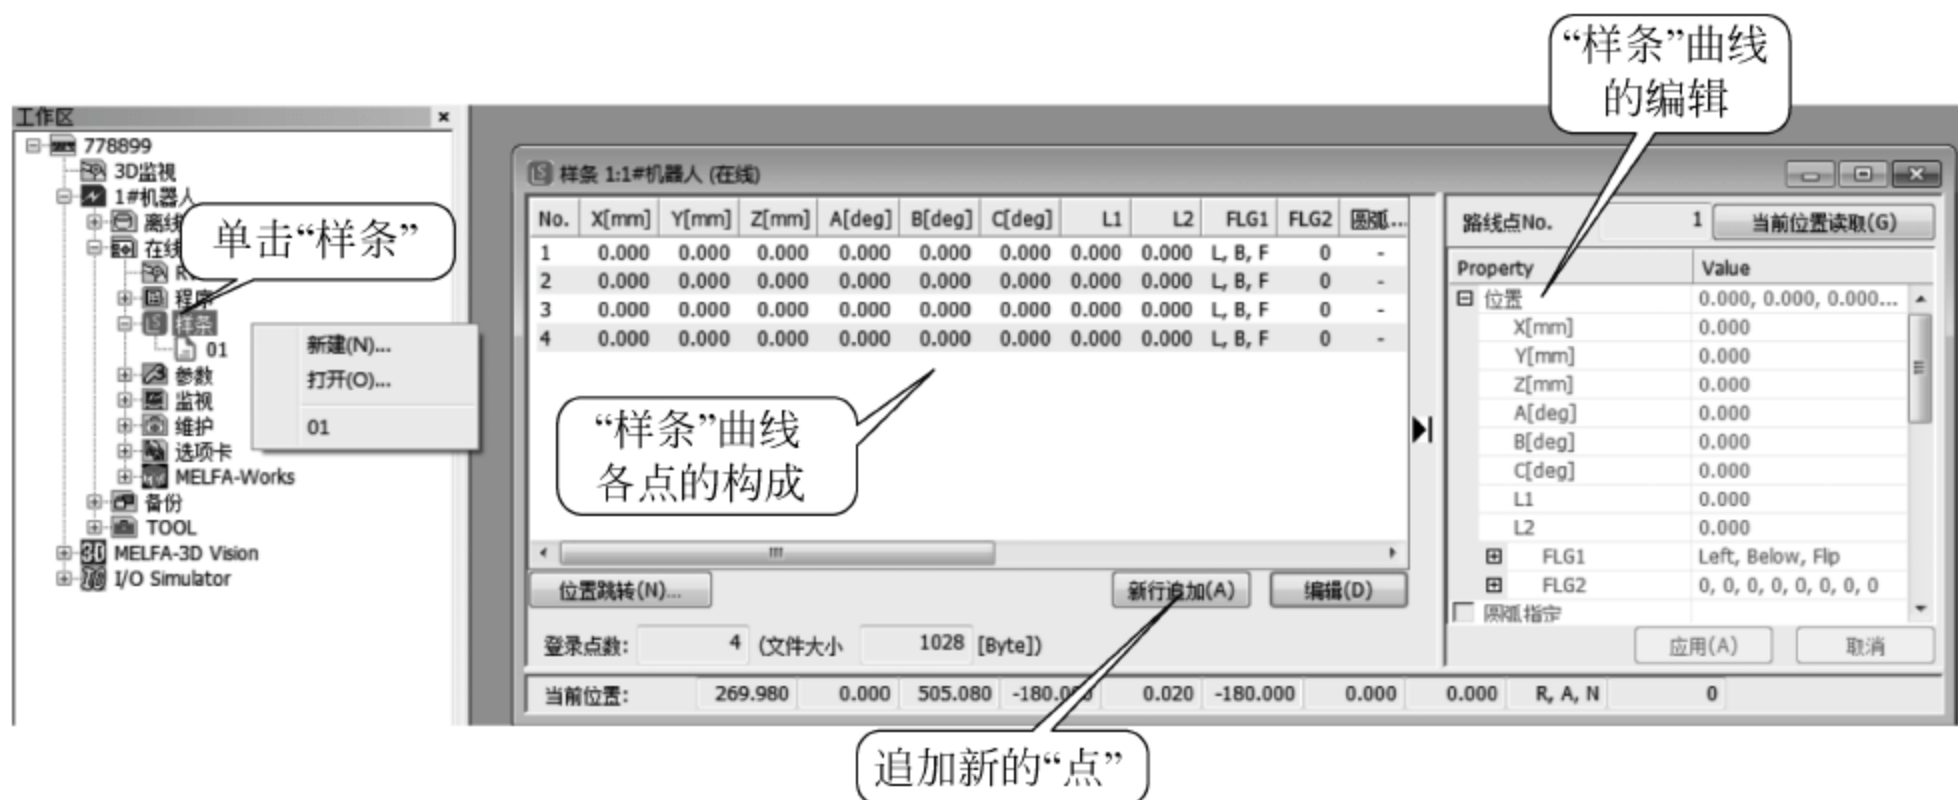 “样条”曲线
的编辑
工作区
778899
3D监视
1#机器人
离线
单击“样条”
在线
程序
样条
01
参数
监视
维护
选项卡
MELFA-Works
备份
TOOL
MELFA-3D Vision
I/O Simulator
新建(N)...
打开(O)...
01
样条 1:1#机器人 (在线)
No. X[mm] Y[mm] Z[mm] A[deg] B[deg] C[deg] L1 L2 FLG1 FLG2 圆弧...
1 0.000 0.000 0.000 0.000 0.000 0.000 0.000 0.000 L, B, F 0 -
2 0.000 0.000 0.000 0.000 0.000 0.000 0.000 0.000 L, B, F 0 -
3 0.000 0.000 0.000 0.000 0.000 0.000 0.000 0.000 L, B, F 0 -
4 0.000 0.000 0.000 0.000 0.000 0.000 0.000 0.000 L, B, F 0 -
“样条”曲线
各点的构成
位置跳转(N)... 新行追加(A) 编辑(D)
登录点数: 4 (文件大小 1028 [Byte])
路线点No. 1 当前位置读取(G)
Property Value
位置 0.000, 0.000, 0.000...
X[mm] 0.000
Y[mm] 0.000
Z[mm] 0.000
A[deg] 0.000
B[deg] 0.000
C[deg] 0.000
L1 0.000
L2 0.000
FLG1 Left, Below, Flip
FLG2 0, 0, 0, 0, 0, 0, 0, 0
圆弧指定
应用(A) 取消
当前位置: 269.980 0.000 505.080 -180.000 0.020 -180.000 0.000 0.000 R, A, N 0
追加新的“点”